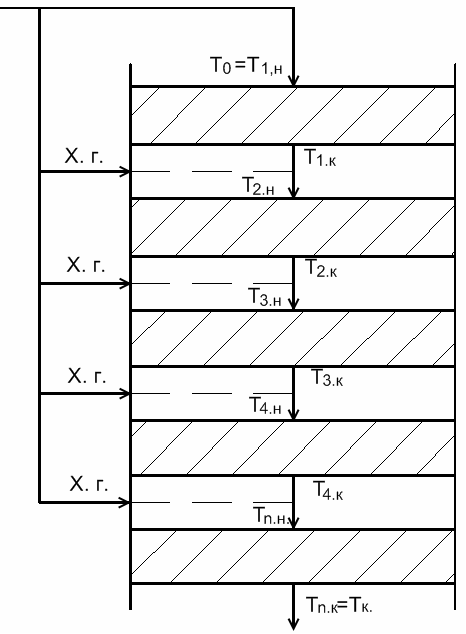 T₀=T₁,н
Х. г.
T₁.к
T₂.н
Х. г.
T₂.к
T₃.н
Х. г.
T₃.к
T₄.н
Х. г.
T₄.к
Tп.н.
Tп.к=Tк.